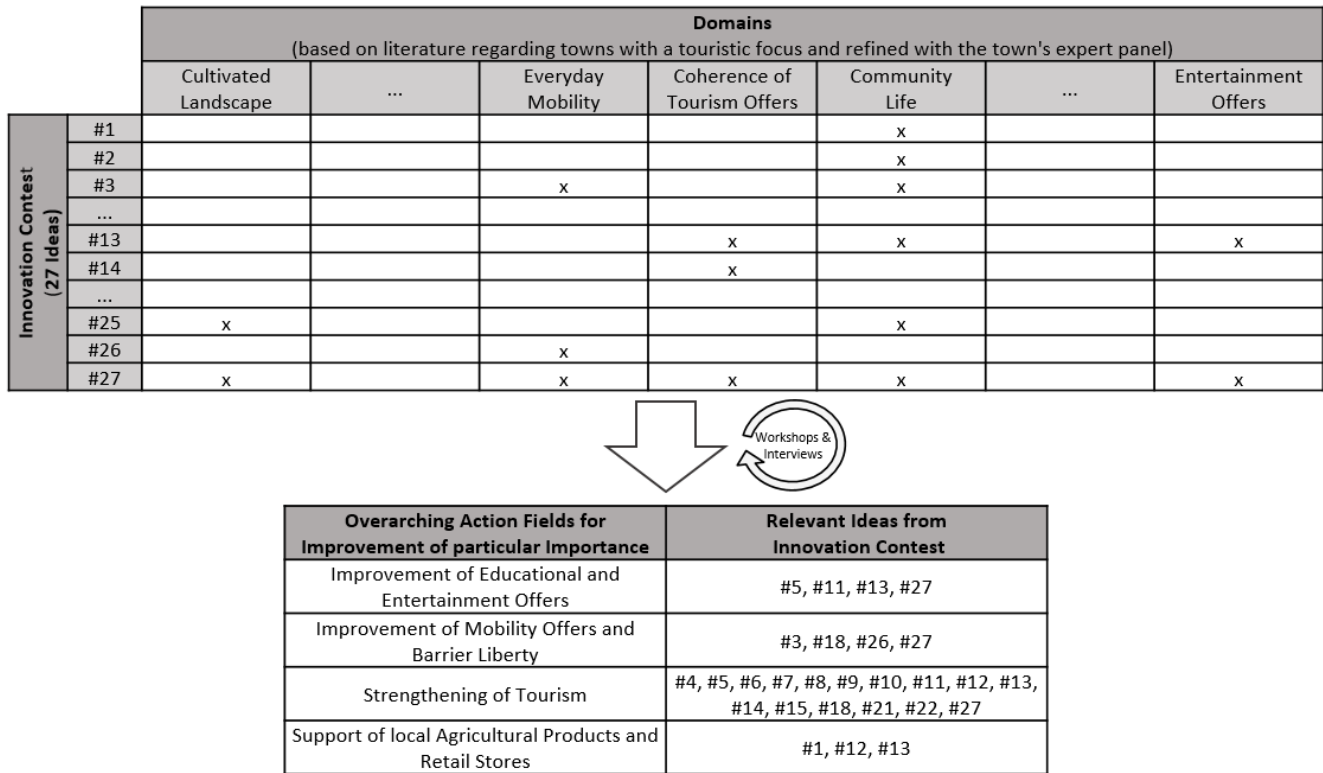 Domains
(based on literature regarding towns with a touristic focus and refined with the town's expert panel)
Cultivated Landscape ... Everyday Mobility Coherence of Tourism Offers Community Life ... Entertainment Offers
Innovation Contest
(27 Ideas)
#1 x
#2 x
#3 x x
...
#13 x x x
#14 x
...
#25 x x
#26 x
#27 x x x x x
Workshops &
Interviews
Overarching Action Fields for
Improvement of particular Importance
Relevant Ideas from
Innovation Contest
Improvement of Educational and
Entertainment Offers
#5, #11, #13, #27
Improvement of Mobility Offers and
Barrier Liberty
#3, #18, #26, #27
Strengthening of Tourism
#4, #5, #6, #7, #8, #9, #10, #11, #12, #13,
#14, #15, #18, #21, #22, #27
Support of local Agricultural Products and
Retail Stores
#1, #12, #13